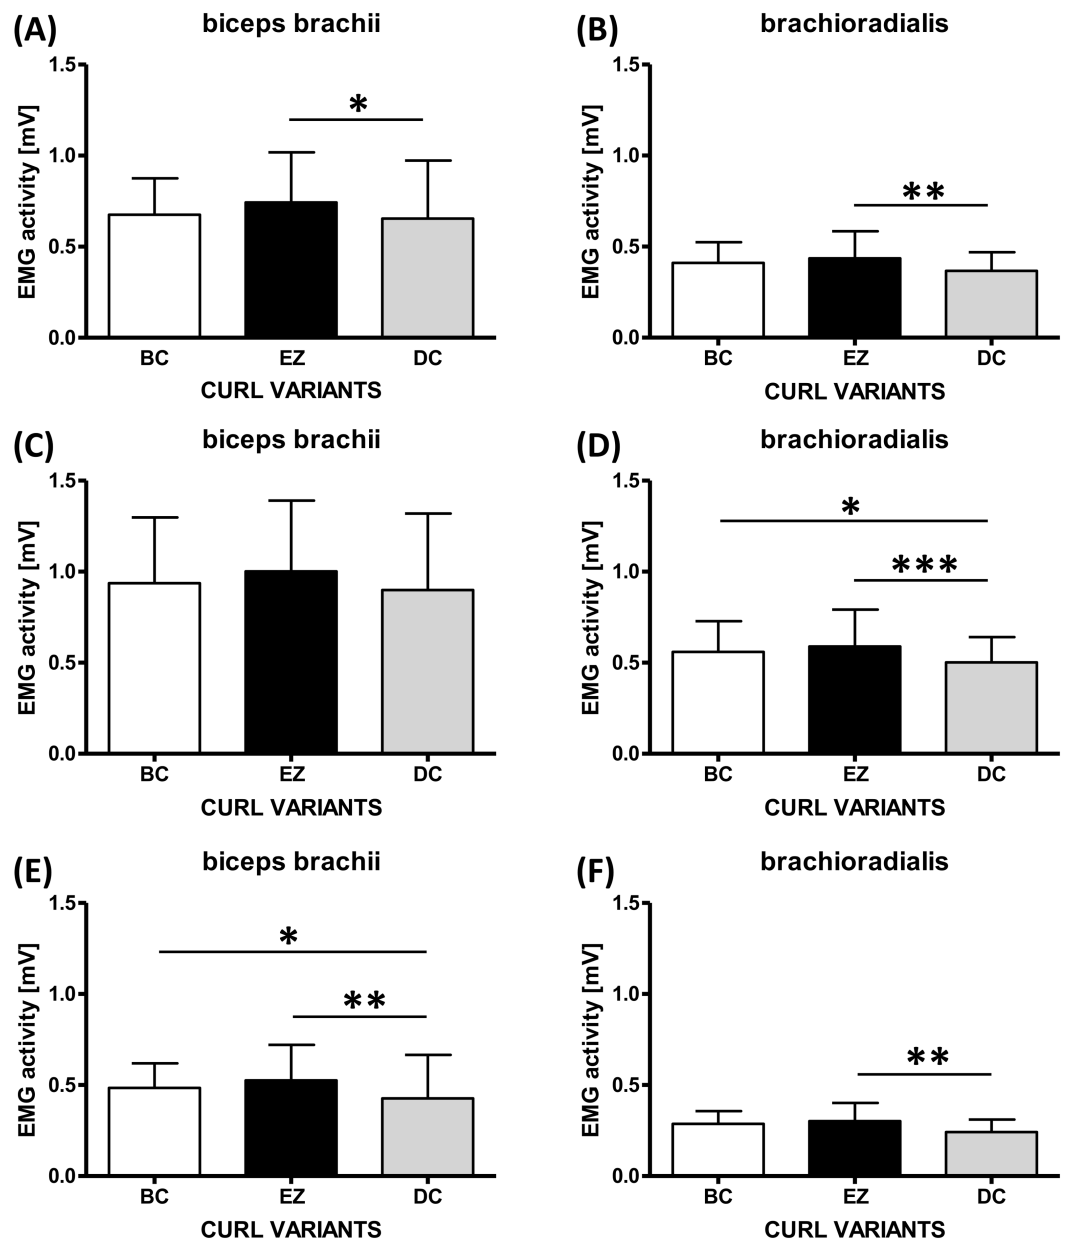 (A) biceps brachii
EMG activity [mV]
1.5
1.0
0.5
0.0
*
BC EZ DC
CURL VARIANTS
(B) brachioradialis
EMG activity [mV]
1.5
1.0
0.5
0.0
**
BC EZ DC
CURL VARIANTS
(C) biceps brachii
EMG activity [mV]
1.5
1.0
0.5
0.0
BC EZ DC
CURL VARIANTS
(D) brachioradialis
EMG activity [mV]
1.5
1.0
0.5
0.0
*
***
BC EZ DC
CURL VARIANTS
(E) biceps brachii
EMG activity [mV]
1.5
1.0
0.5
0.0
*
**
BC EZ DC
CURL VARIANTS
(F) brachioradialis
EMG activity [mV]
1.5
1.0
0.5
0.0
**
BC EZ DC
CURL VARIANTS